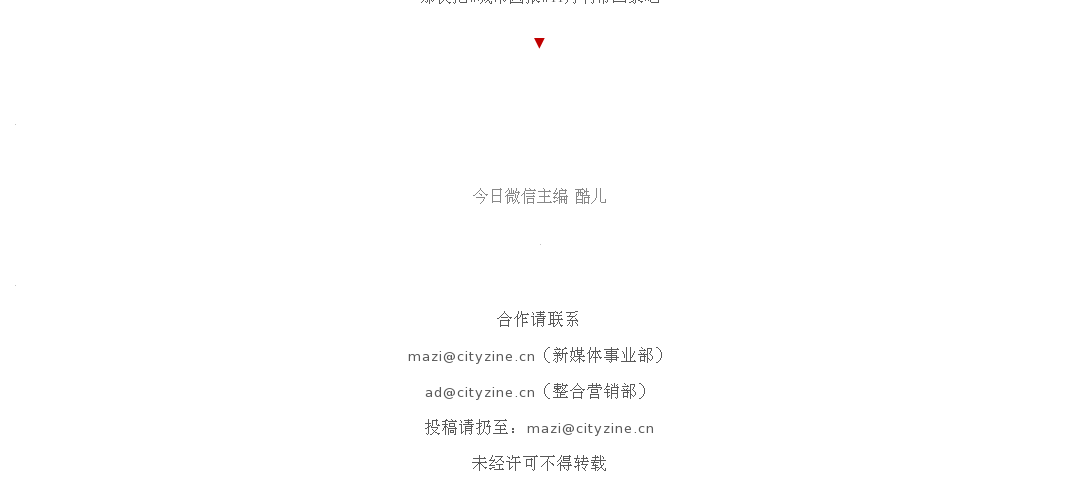 ▼
今日微信主编 酷儿
合作请联系
mazi@cityzine.cn（新媒体事业部）
ad@cityzine.cn（整合营销部）
投稿请扔至：mazi@cityzine.cn
未经许可不得转载